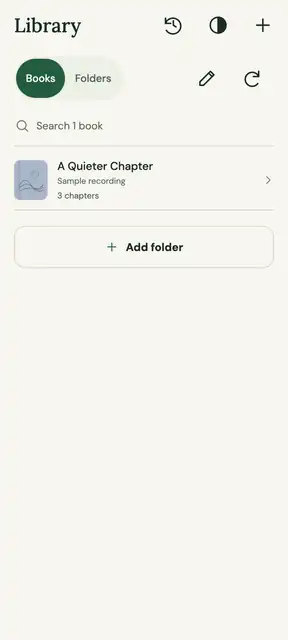 Library
Books
Folders
Search 1 book
A Quieter Chapter
Sample recording
3 chapters
Add folder